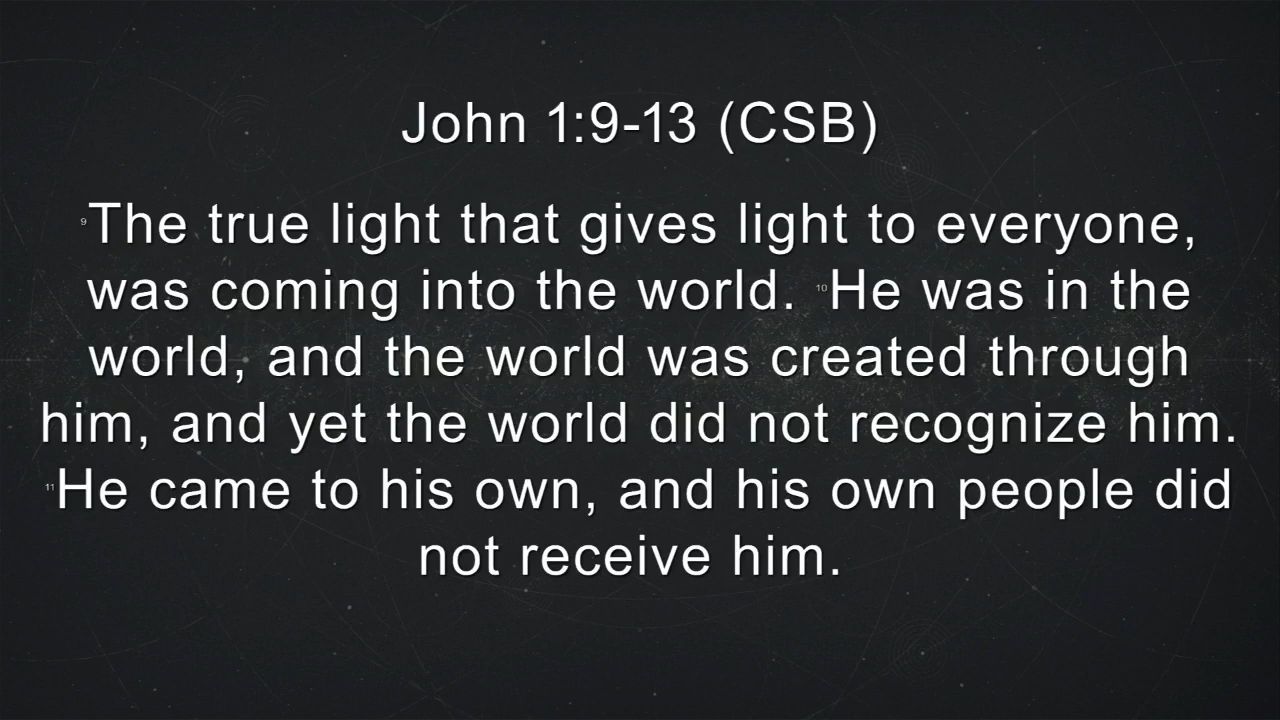 John 1:9-13 (CSB)
⁹The true light that gives light to everyone,
was coming into the world. ¹⁰He was in the
world, and the world was created through
him, and yet the world did not recognize him.
¹¹He came to his own, and his own people did
not receive him.